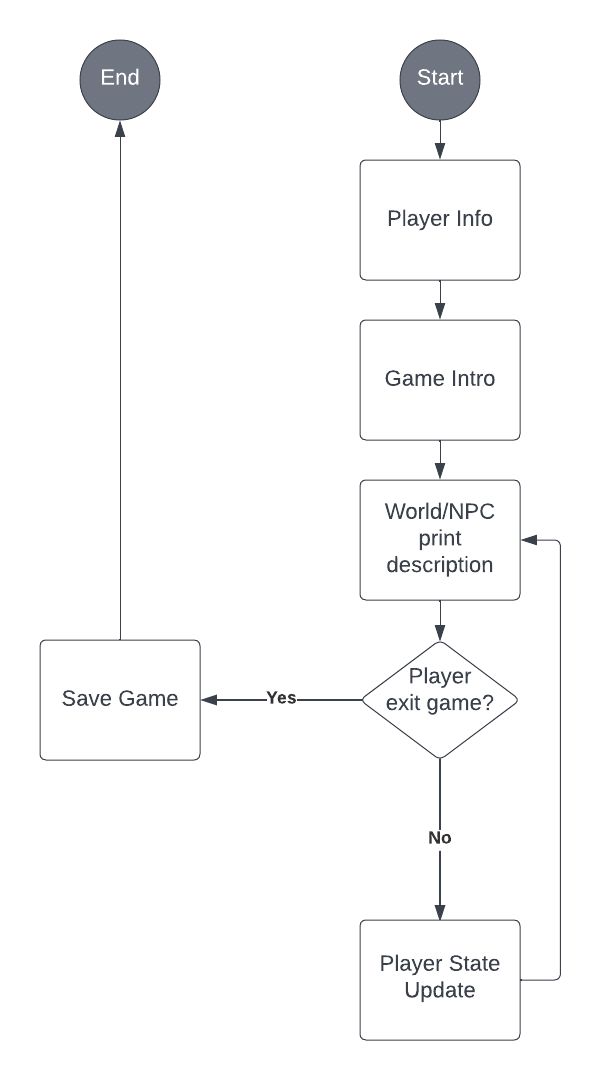 End
Start
Player Info
Game Intro
World/NPC
print
description
Player
exit game?
Yes
Save Game
No
Player State
Update